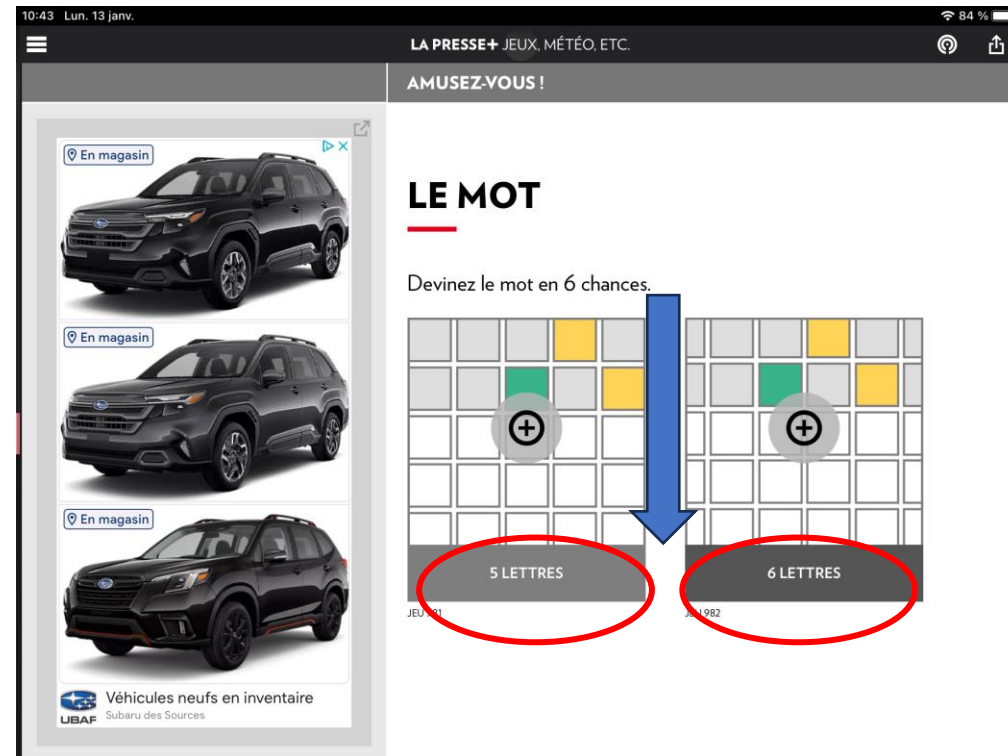 10:43 Lun. 13 janv.
84 %
LA PRESSE+ JEUX, MÉTÉO, ETC.
AMUSEZ-VOUS !
En magasin
En magasin
En magasin
UBAF
Véhicules neufs en inventaire
Subaru des Sources
LE MOT
Devinez le mot en 6 chances.
5 LETTRES
6 LETTRES
JEU
982